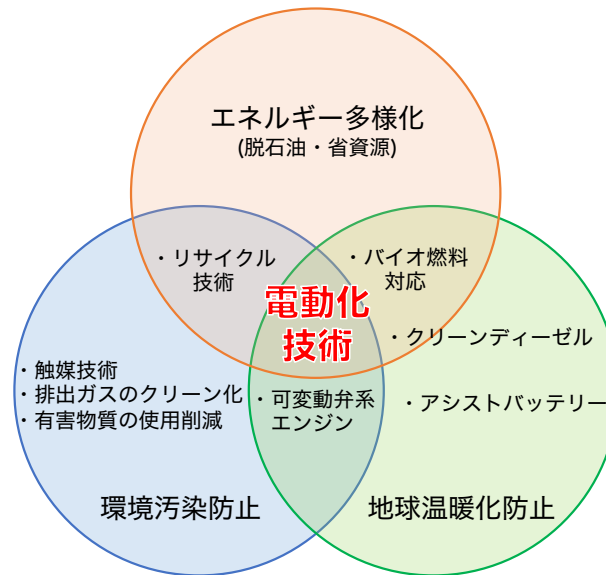 エネルギー多様化
(脱石油・省資源)
・リサイクル
技術
・バイオ燃料
対応
電動化
技術
・クリーンディーゼル
・触媒技術
・排出ガスのクリーン化
・有害物質の使用削減
・可変動弁系
エンジン
・アシストバッテリー
環境汚染防止
地球温暖化防止